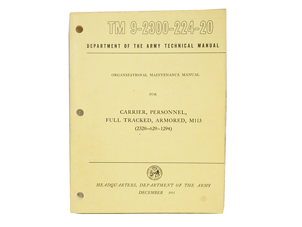 TM 9-2300-224-20
DEPARTMENT OF THE ARMY TECHNICAL MANUAL
ORGANIZATIONAL MAINTENANCE MANUAL
FOR
CARRIER, PERSONNEL,
FULL TRACKED, ARMORED, M113
(2320-629-1294)
HEADQUARTERS, DEPARTMENT OF THE ARMY
DECEMBER